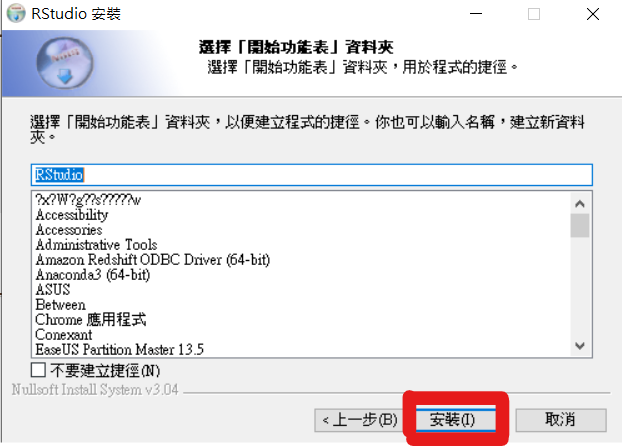 RStudio 安裝
選擇「開始功能表」資料夾
選擇「開始功能表」資料夾，用於程式的捷徑。
選擇「開始功能表」資料夾，以便建立程式的捷徑。你也可以輸入名稱，建立新資料
夾。
RStudio
?x?W?g??s?????w
Accessibility
Accessories
Administrative Tools
Amazon Redshift ODBC Driver (64-bit)
Anaconda3 (64-bit)
ASUS
Between
Chrome 應用程式
Conexant
EaseUS Partition Master 13.5
不要建立捷徑(N)
Nullsoft Install System v3.04
< 上一步(B)
安裝(I)
取消